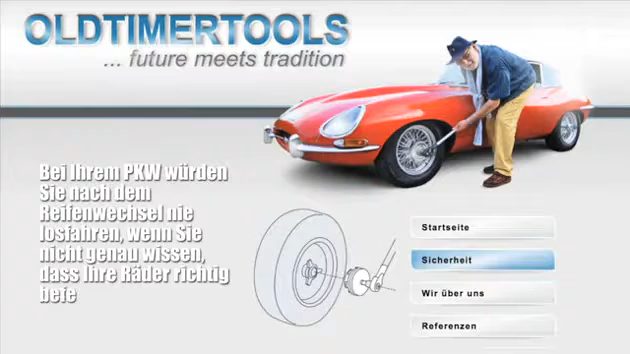 OLDTIMERTOOLS
... future meets tradition
Bei Ihrem PKW würden
Sie nach dem
Reifenwechsel nie
losfahren, wenn Sie
nicht genau wissen,
dass Ihre Räder richtig
befe
Startseite
Sicherheit
Wir über uns
Referenzen